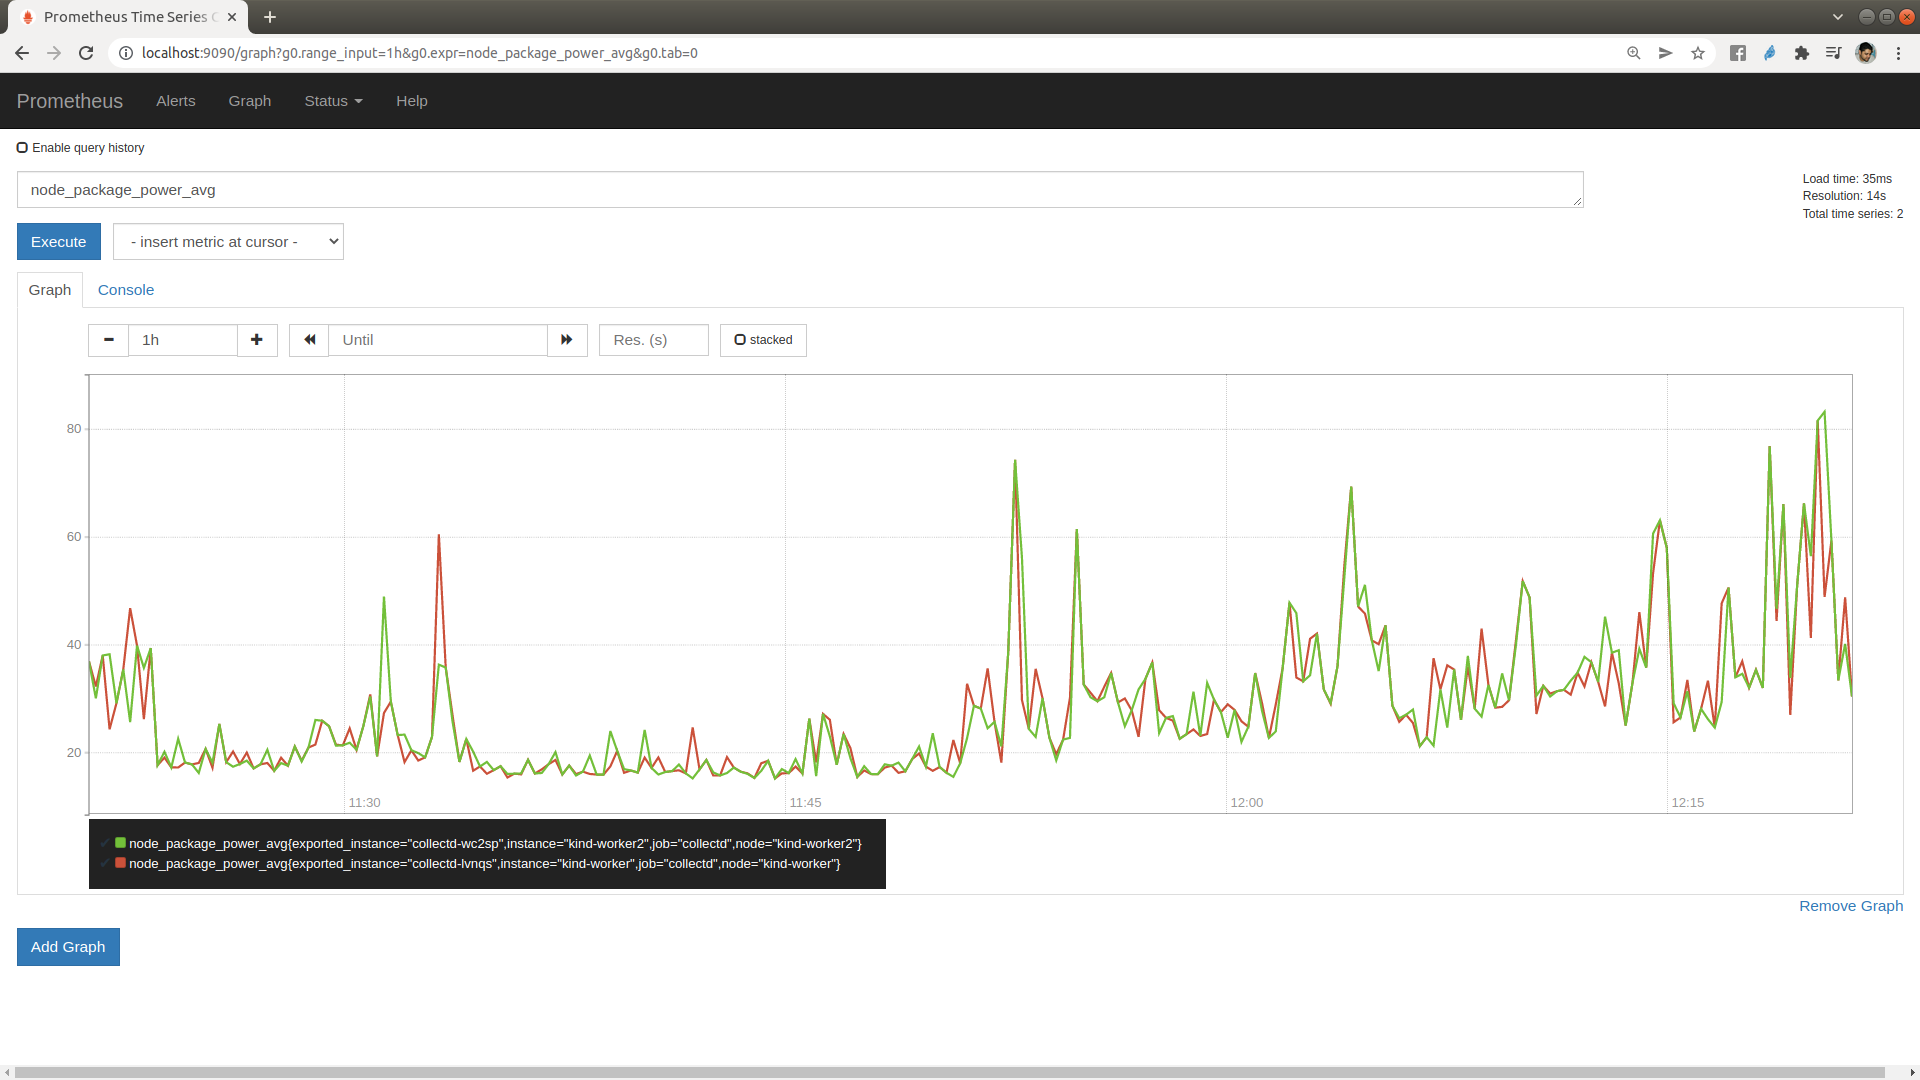 Prometheus Time Series C
localhost:9090/graph?g0.range_input=1h&g0.expr=node_package_power_avg&g0.tab=0
Prometheus Alerts Graph Status Help
Enable query history
node_package_power_avg
Load time: 35ms
Resolution: 14s
Total time series: 2
Execute - insert metric at cursor -
Graph Console
1h Until Res. (s) stacked
80
60
40
20
11:30 11:45 12:00 12:15
node_package_power_avg{exported_instance="collectd-wc2sp",instance="kind-worker2",job="collectd",node="kind-worker2"}
node_package_power_avg{exported_instance="collectd-lvnqs",instance="kind-worker",job="collectd",node="kind-worker"}
Remove Graph
Add Graph